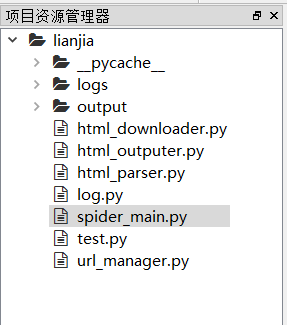 项目资源管理器
lianjia
__pycache__
logs
output
html_downloader.py
html_outputer.py
html_parser.py
log.py
spider_main.py
test.py
url_manager.py